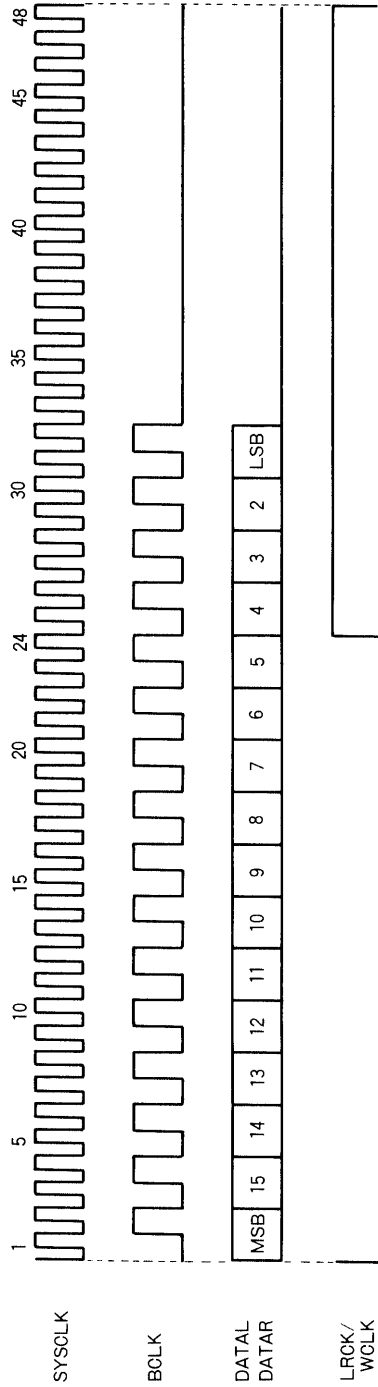 1 5 10 15 20 24 30 35 40 45 48
SYSCLK
BCLK
DATAL
DATAR
MSB 15 14 13 12 11 10 9 8 7 6 5 4 3 2 LSB
LRCK/
WCLK